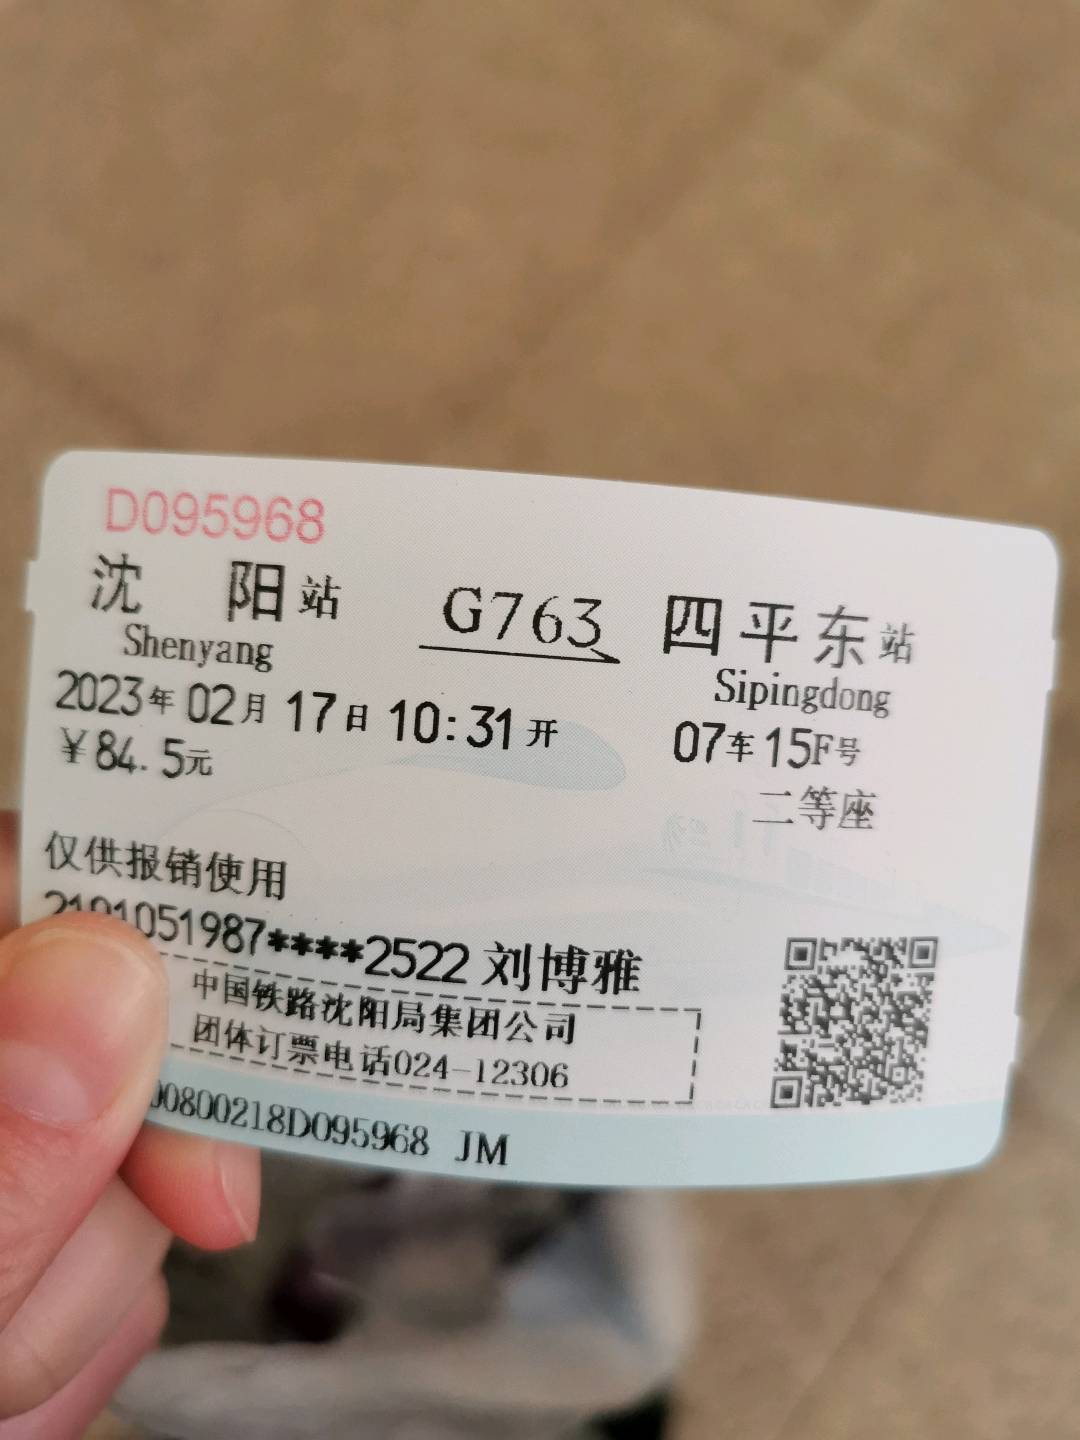 D095968
沈阳站 G763 四平东站
Shenyang Sipingdong
2023年02月17日10:31开 07车15F号
￥84.5元 二等座
仅供报销使用
2101051987****2522 刘博雅
中国铁路沈阳局集团公司
团体订票电话024-12306
00800218D095968 JM